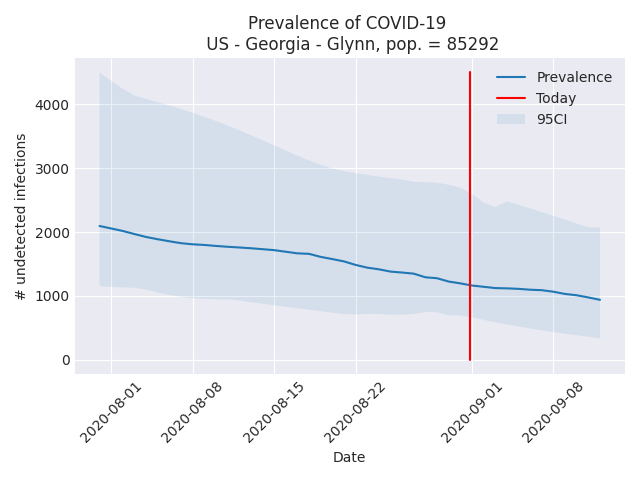 Prevalence of COVID-19
US - Georgia - Glynn, pop. = 85292
Prevalence
Today
95CI
# undetected infections
4000
3000
2000
1000
0
2020-08-01
2020-08-08
2020-08-15
2020-08-22
2020-09-01
2020-09-08
Date